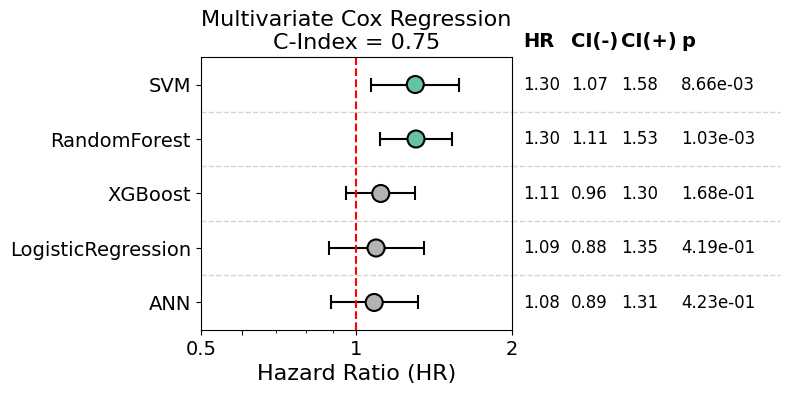 Multivariate Cox Regression
C-Index = 0.75
HR CI(-) CI(+) p
SVM 1.30 1.07 1.58 8.66e-03
RandomForest 1.30 1.11 1.53 1.03e-03
XGBoost 1.11 0.96 1.30 1.68e-01
LogisticRegression 1.09 0.88 1.35 4.19e-01
ANN 1.08 0.89 1.31 4.23e-01
0.5 1 2
Hazard Ratio (HR)